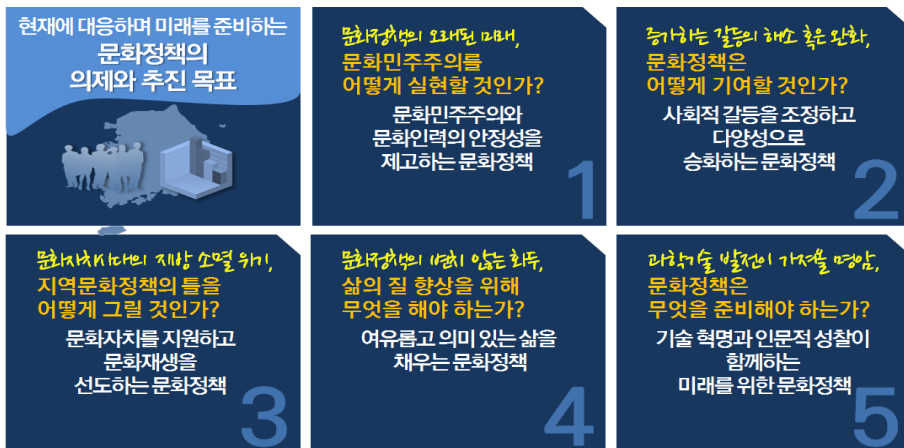 현재에 대응하며 미래를 준비하는
문화정책의
의제와 추진 목표
문화정책의 오래된 미래,
문화민주주의를
어떻게 실현할 것인가?
문화민주주의와
문화인력의 안정성을
제고하는 문화정책
1
증가하는 갈등의 해소 혹은 완화,
문화정책은
어떻게 기여할 것인가?
사회적 갈등을 조정하고
다양성으로
승화하는 문화정책
2
문화자치시대의 지방 소멸 위기,
지역문화정책의 틀을
어떻게 그릴 것인가?
문화자치를 지원하고
문화재생을
선도하는 문화정책
3
문화정책의 변치 않는 화두,
삶의 질 향상을 위해
무엇을 해야 하는가?
여유롭고 의미 있는 삶을
채우는 문화정책
4
과학기술 발전이 가져올 명암,
문화정책은
무엇을 준비해야 하는가?
기술 혁명과 인문적 성찰이
함께하는
미래를 위한 문화정책
5